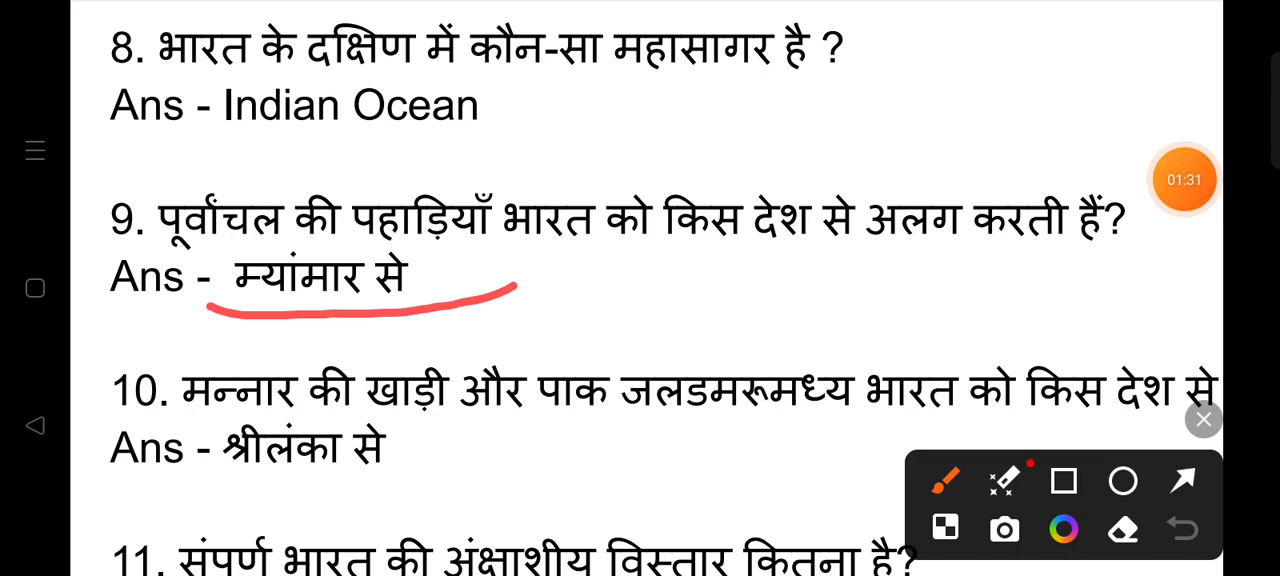 8. भारत के दक्षिण में कौन-सा महासागर है ?
Ans - Indian Ocean
01:31
9. पूर्वांचल की पहाड़ियाँ भारत को किस देश से अलग करती हैं?
Ans - म्यांमार से
10. मन्नार की खाड़ी और पाक जलडमरूमध्य भारत को किस देश से
Ans - श्रीलंका से
11. संपूर्ण भारत की अंक्षाशीय विस्तार कितना है?